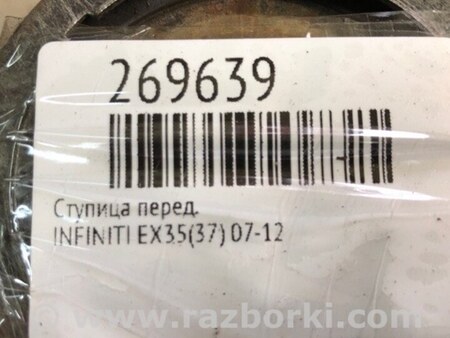 269639
Ступица перед.
INFINITI EX35(37) 07-12
www.razborki.com